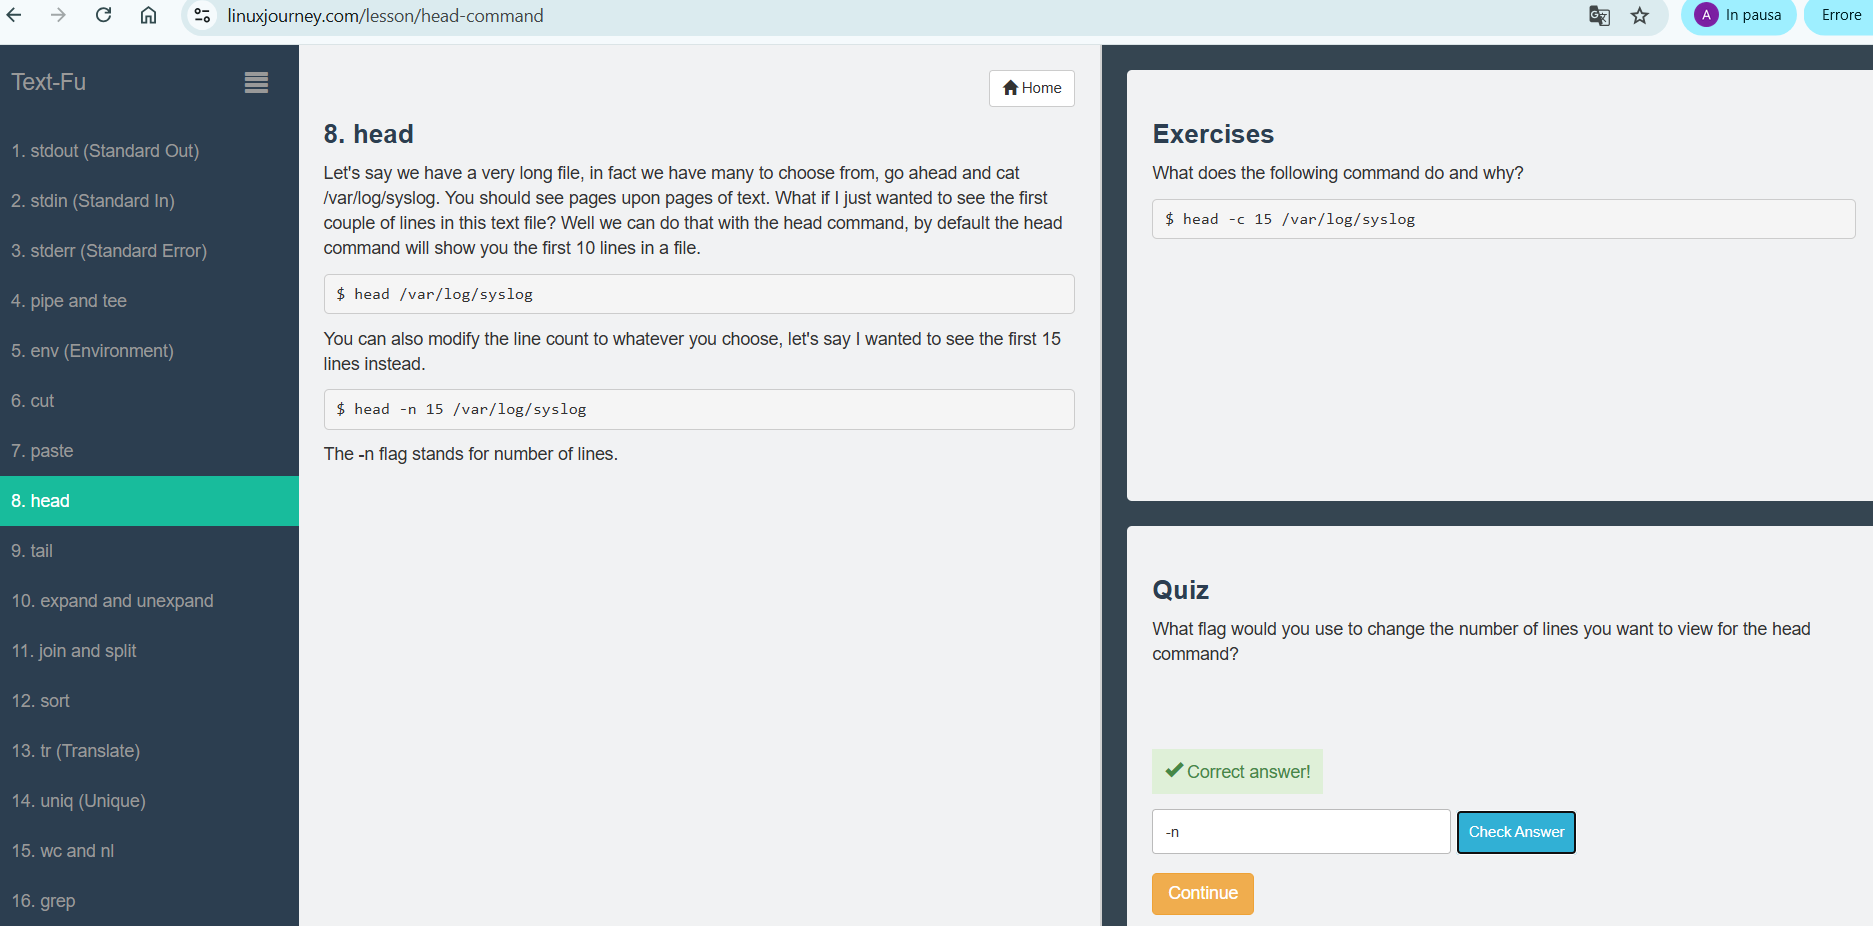 linuxjourney.com/lesson/head-command
A In pausa
Errore
Text-Fu
1. stdout (Standard Out)
2. stdin (Standard In)
3. stderr (Standard Error)
4. pipe and tee
5. env (Environment)
6. cut
7. paste
8. head
9. tail
10. expand and unexpand
11. join and split
12. sort
13. tr (Translate)
14. uniq (Unique)
15. wc and nl
16. grep
Home
8. head
Let's say we have a very long file, in fact we have many to choose from, go ahead and cat
/var/log/syslog. You should see pages upon pages of text. What if I just wanted to see the first
couple of lines in this text file? Well we can do that with the head command, by default the head
command will show you the first 10 lines in a file.
$ head /var/log/syslog
You can also modify the line count to whatever you choose, let's say I wanted to see the first 15
lines instead.
$ head -n 15 /var/log/syslog
The -n flag stands for number of lines.
Exercises
What does the following command do and why?
$ head -c 15 /var/log/syslog
Quiz
What flag would you use to change the number of lines you want to view for the head
command?
Correct answer!
-n
Check Answer
Continue